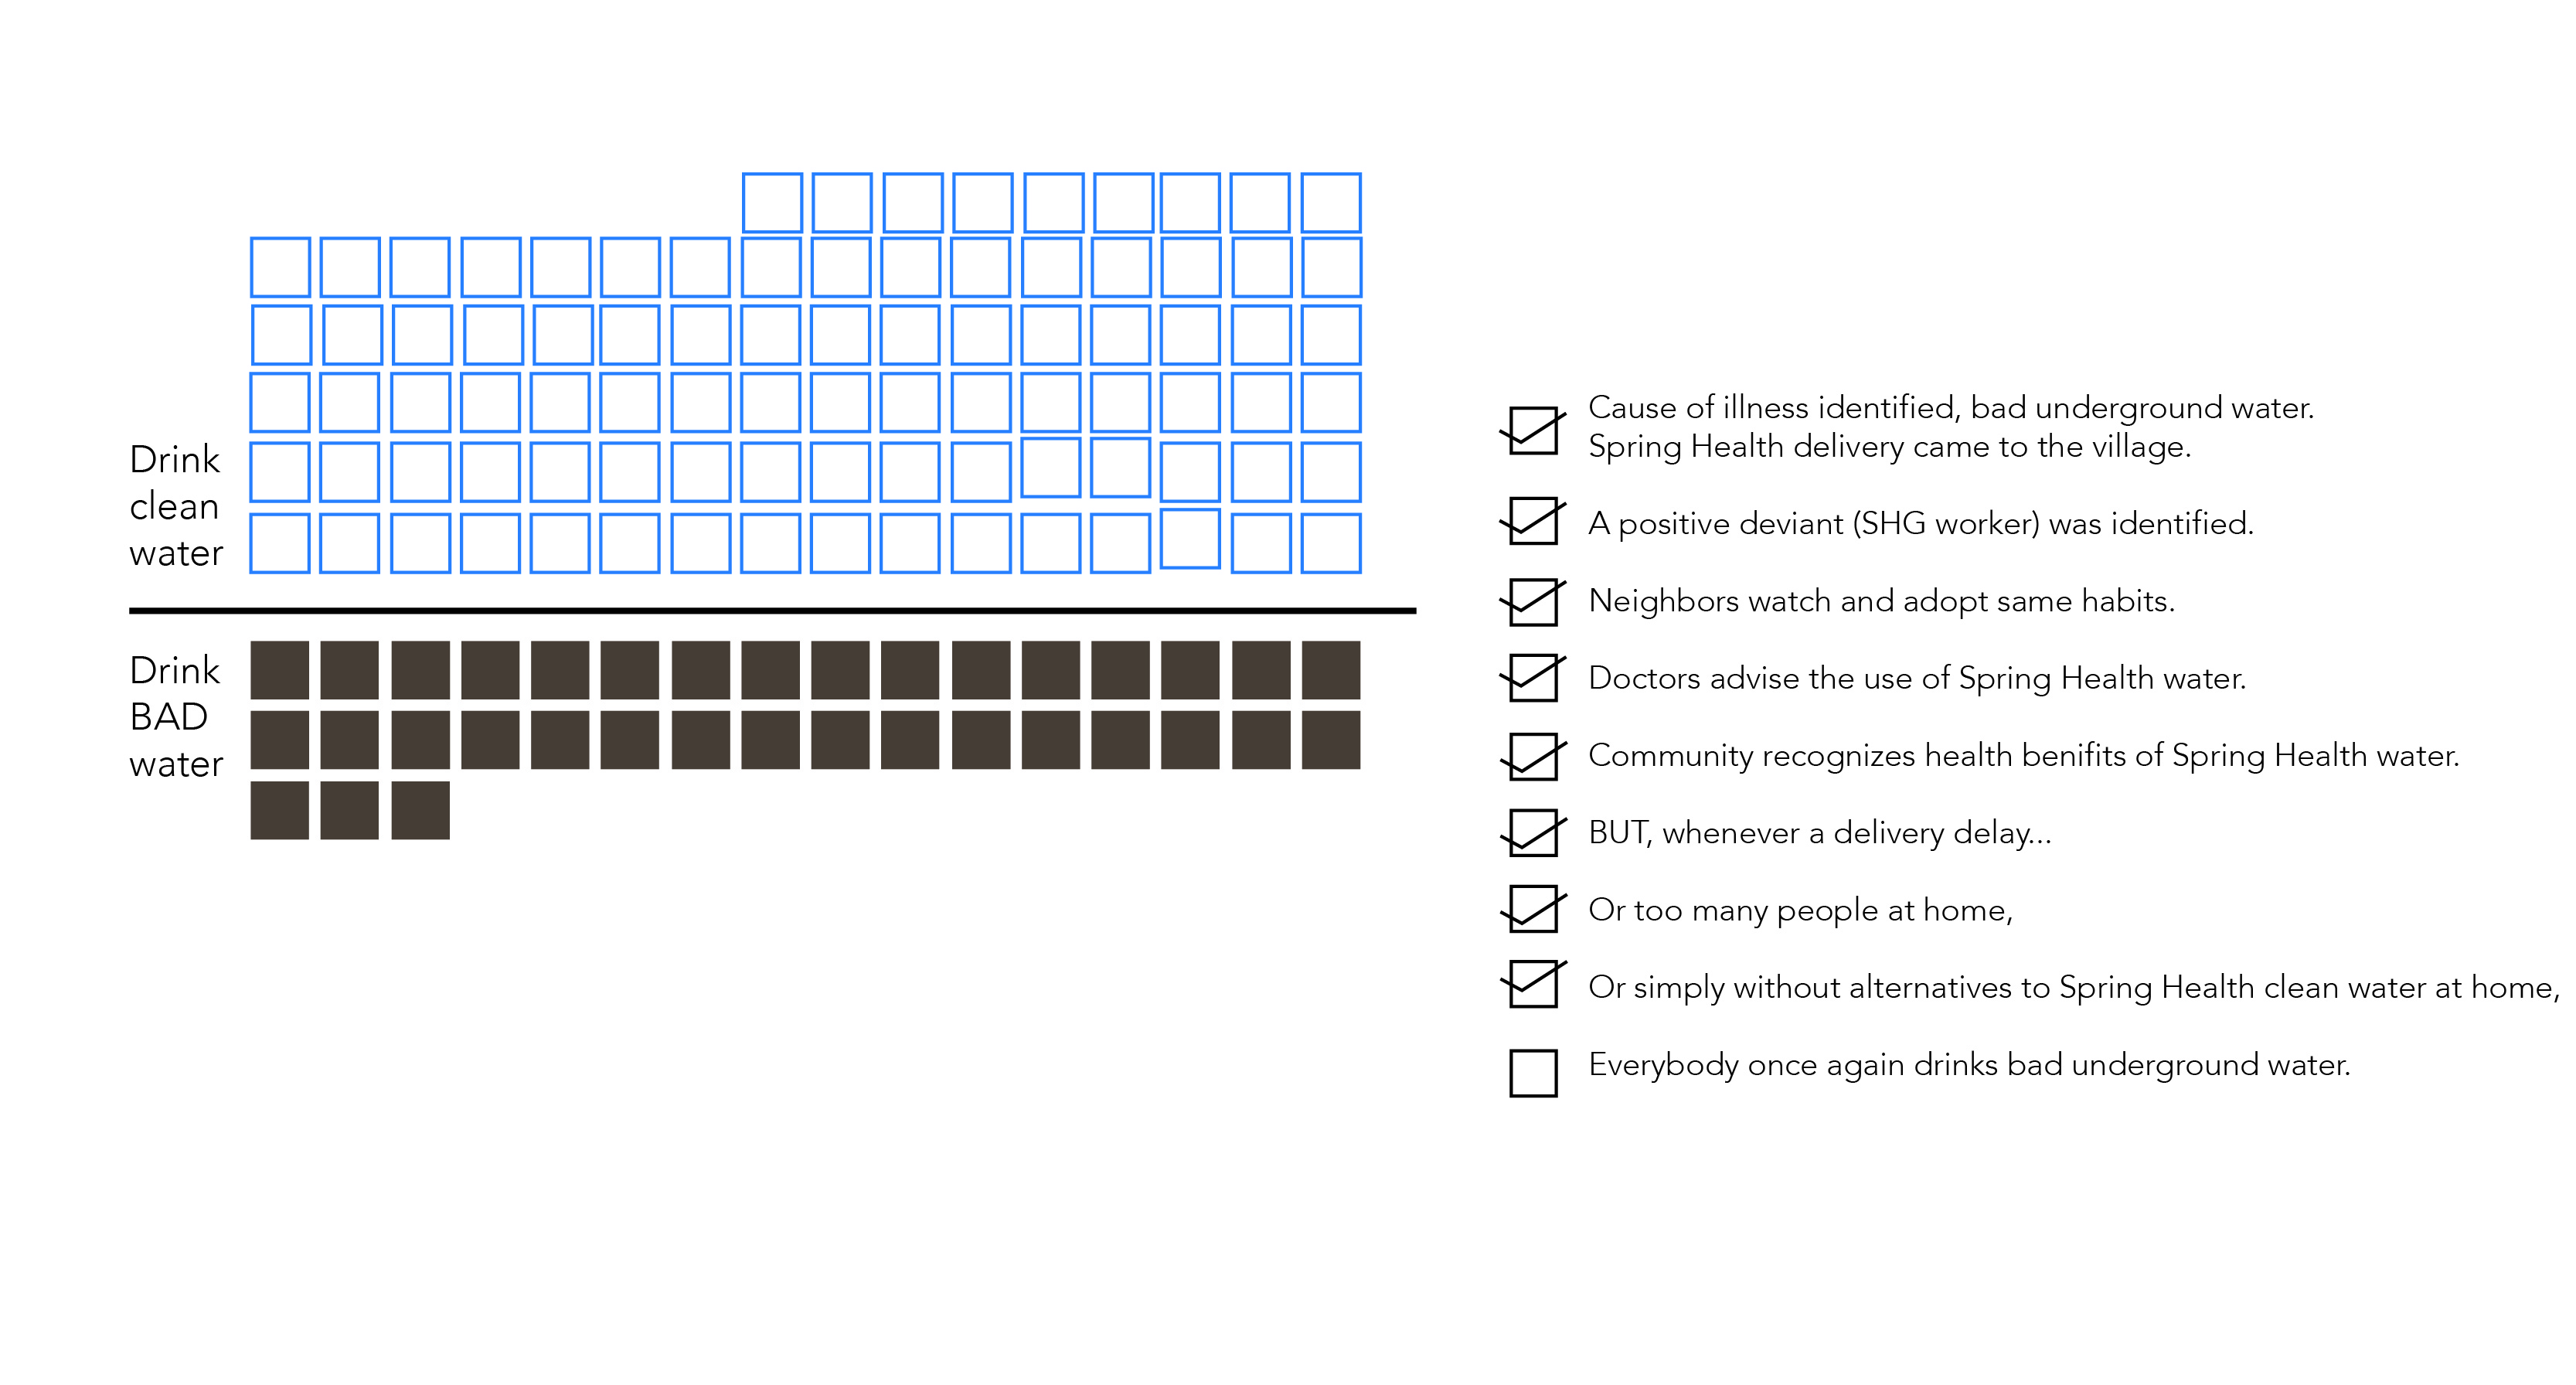 Drink
clean
water
Drink
BAD
water
Cause of illness identified, bad underground water.
Spring Health delivery came to the village.
A positive deviant (SHG worker) was identified.
Neighbors watch and adopt same habits.
Doctors advise the use of Spring Health water.
Community recognizes health benifits of Spring Health water.
BUT, whenever a delivery delay...
Or too many people at home,
Or simply without alternatives to Spring Health clean water at home,
Everybody once again drinks bad underground water.